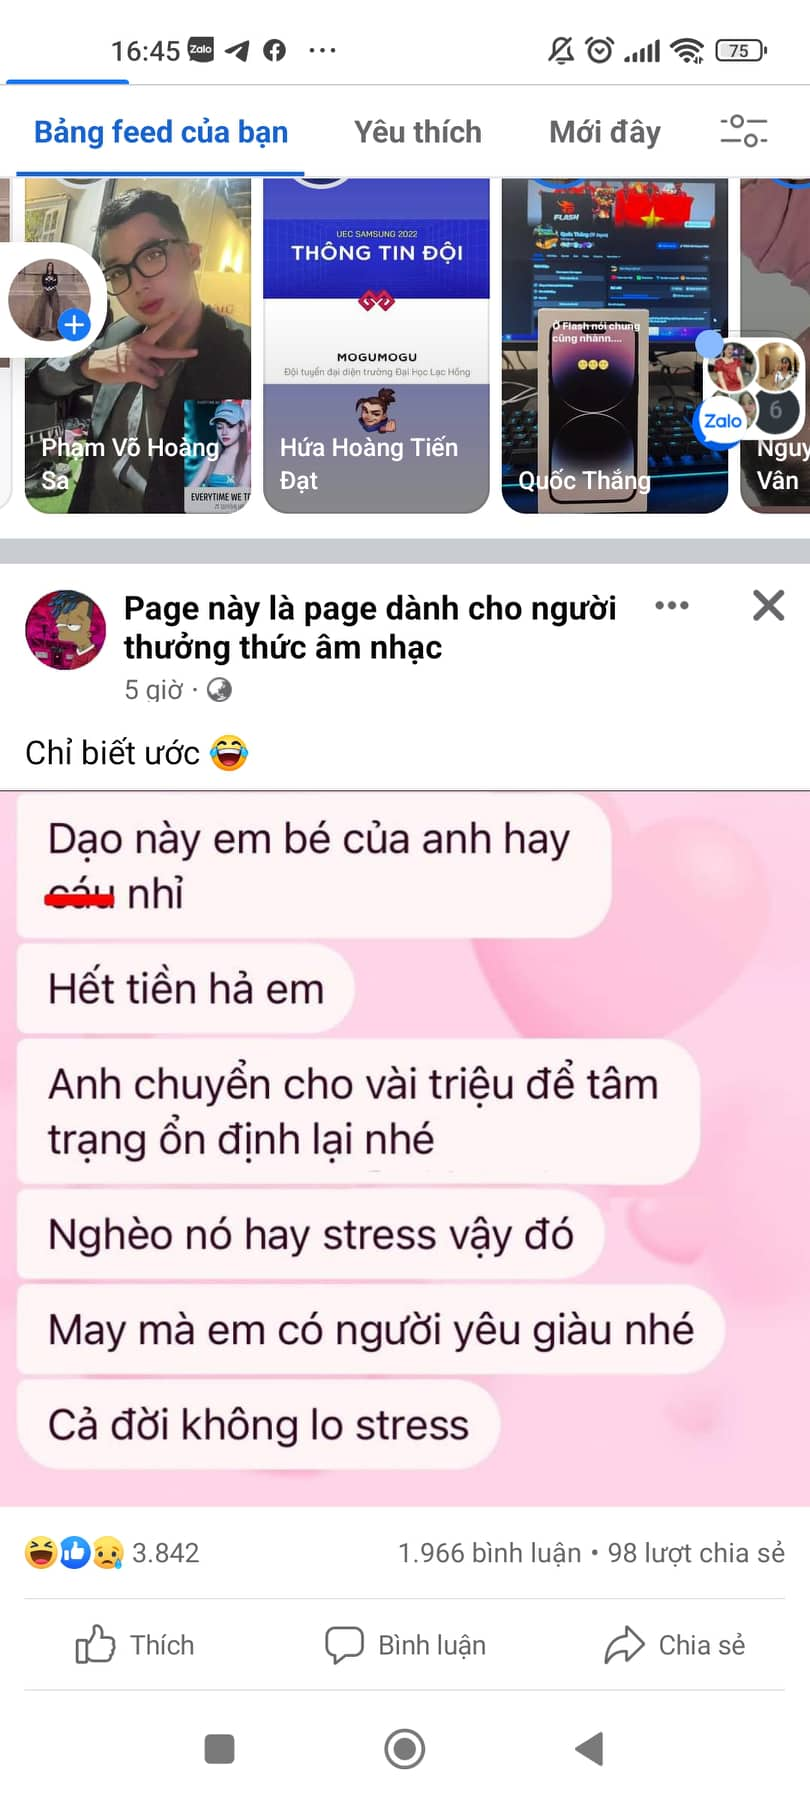 16:45 Zalo ... 75
Bảng feed của bạn Yêu thích Mới đây
UEC SAMSUNG 2022
THÔNG TIN ĐỘI
MOGUMOGU
Đội tuyển đại diện trường Đại Học Lạc Hồng
FLASH
Ở Flash nói chung
cũng nhành....
EVERYTIME WE
Phạm Võ Hoàng
Sa
Hứa Hoàng Tiến
Đạt
Quốc Thắng
Zalo
6
Nguy
Vân
Page này là page dành cho người
thưởng thức âm nhạc
5 giờ ·
Chỉ biết ước 😂
Dạo này em bé của anh hay
cáu nhỉ
Hết tiền hả em
Anh chuyển cho vài triệu để tâm
trạng ổn định lại nhé
Nghèo nó hay stress vậy đó
May mà em có người yêu giàu nhé
Cả đời không lo stress
3.842
1.966 bình luận • 98 lượt chia sẻ
Thích Bình luận Chia sẻ